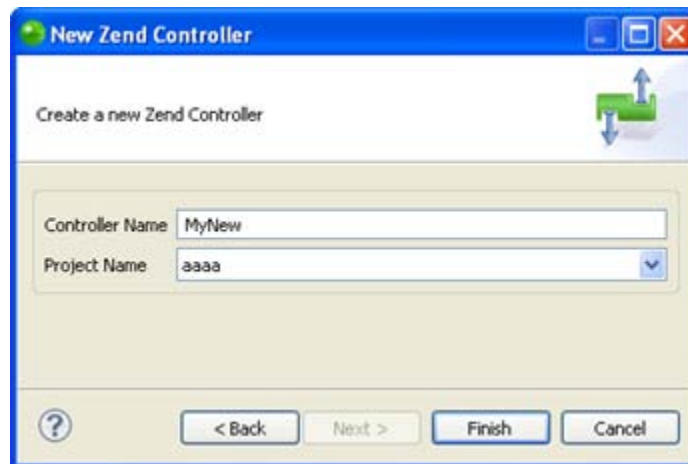 New Zend Controller
Create a new Zend Controller
Controller Name MyNew
Project Name aaaa
? < Back Next > Finish Cancel